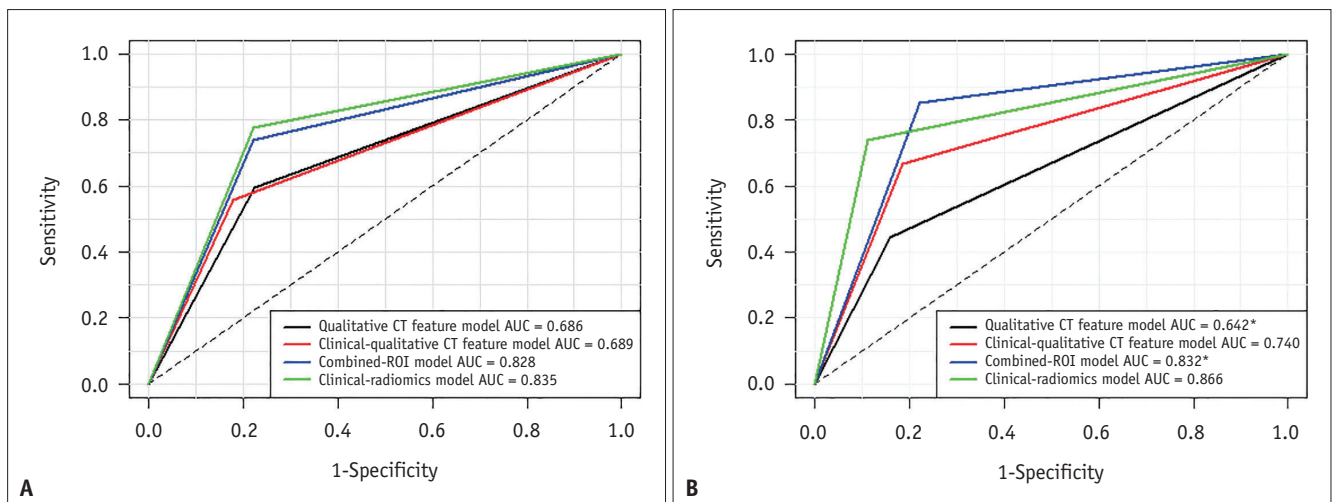 1.0
0.8
0.6
0.4
0.2
0.0
Sensitivity
Qualitative CT feature model AUC = 0.686
Clinical-qualitative CT feature model AUC = 0.689
Combined-ROI model AUC = 0.828
Clinical-radiomics model AUC = 0.835
0.0 0.2 0.4 0.6 0.8 1.0
1-Specificity
A
1.0
0.8
0.6
0.4
0.2
0.0
Sensitivity
Qualitative CT feature model AUC = 0.642*
Clinical-qualitative CT feature model AUC = 0.740
Combined-ROI model AUC = 0.832*
Clinical-radiomics model AUC = 0.866
0.0 0.2 0.4 0.6 0.8 1.0
1-Specificity
B